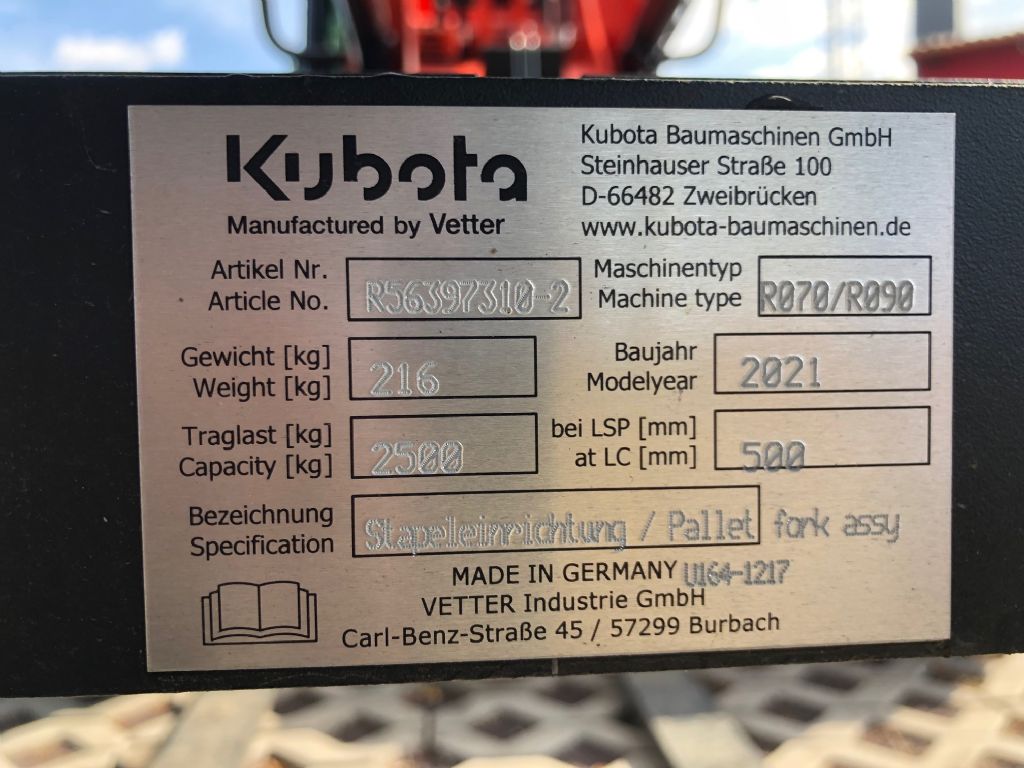 Kubota
Manufactured by Vetter
Kubota Baumaschinen GmbH
Steinhauser Straße 100
D-66482 Zweibrücken
www.kubota-baumaschinen.de
Artikel Nr.
Article No.
R56397310-2
Maschinentyp
Machine type
R070/R090
Gewicht [kg]
Weight [kg]
216
Baujahr
Modelyear
2021
Traglast [kg]
Capacity [kg]
2500
bei LSP [mm]
at LC [mm]
500
Bezeichnung
Specification
Stapeleinrichtung / Pallet fork assy
MADE IN GERMANY U164-1217
VETTER Industrie GmbH
Carl-Benz-Straße 45 / 57299 Burbach